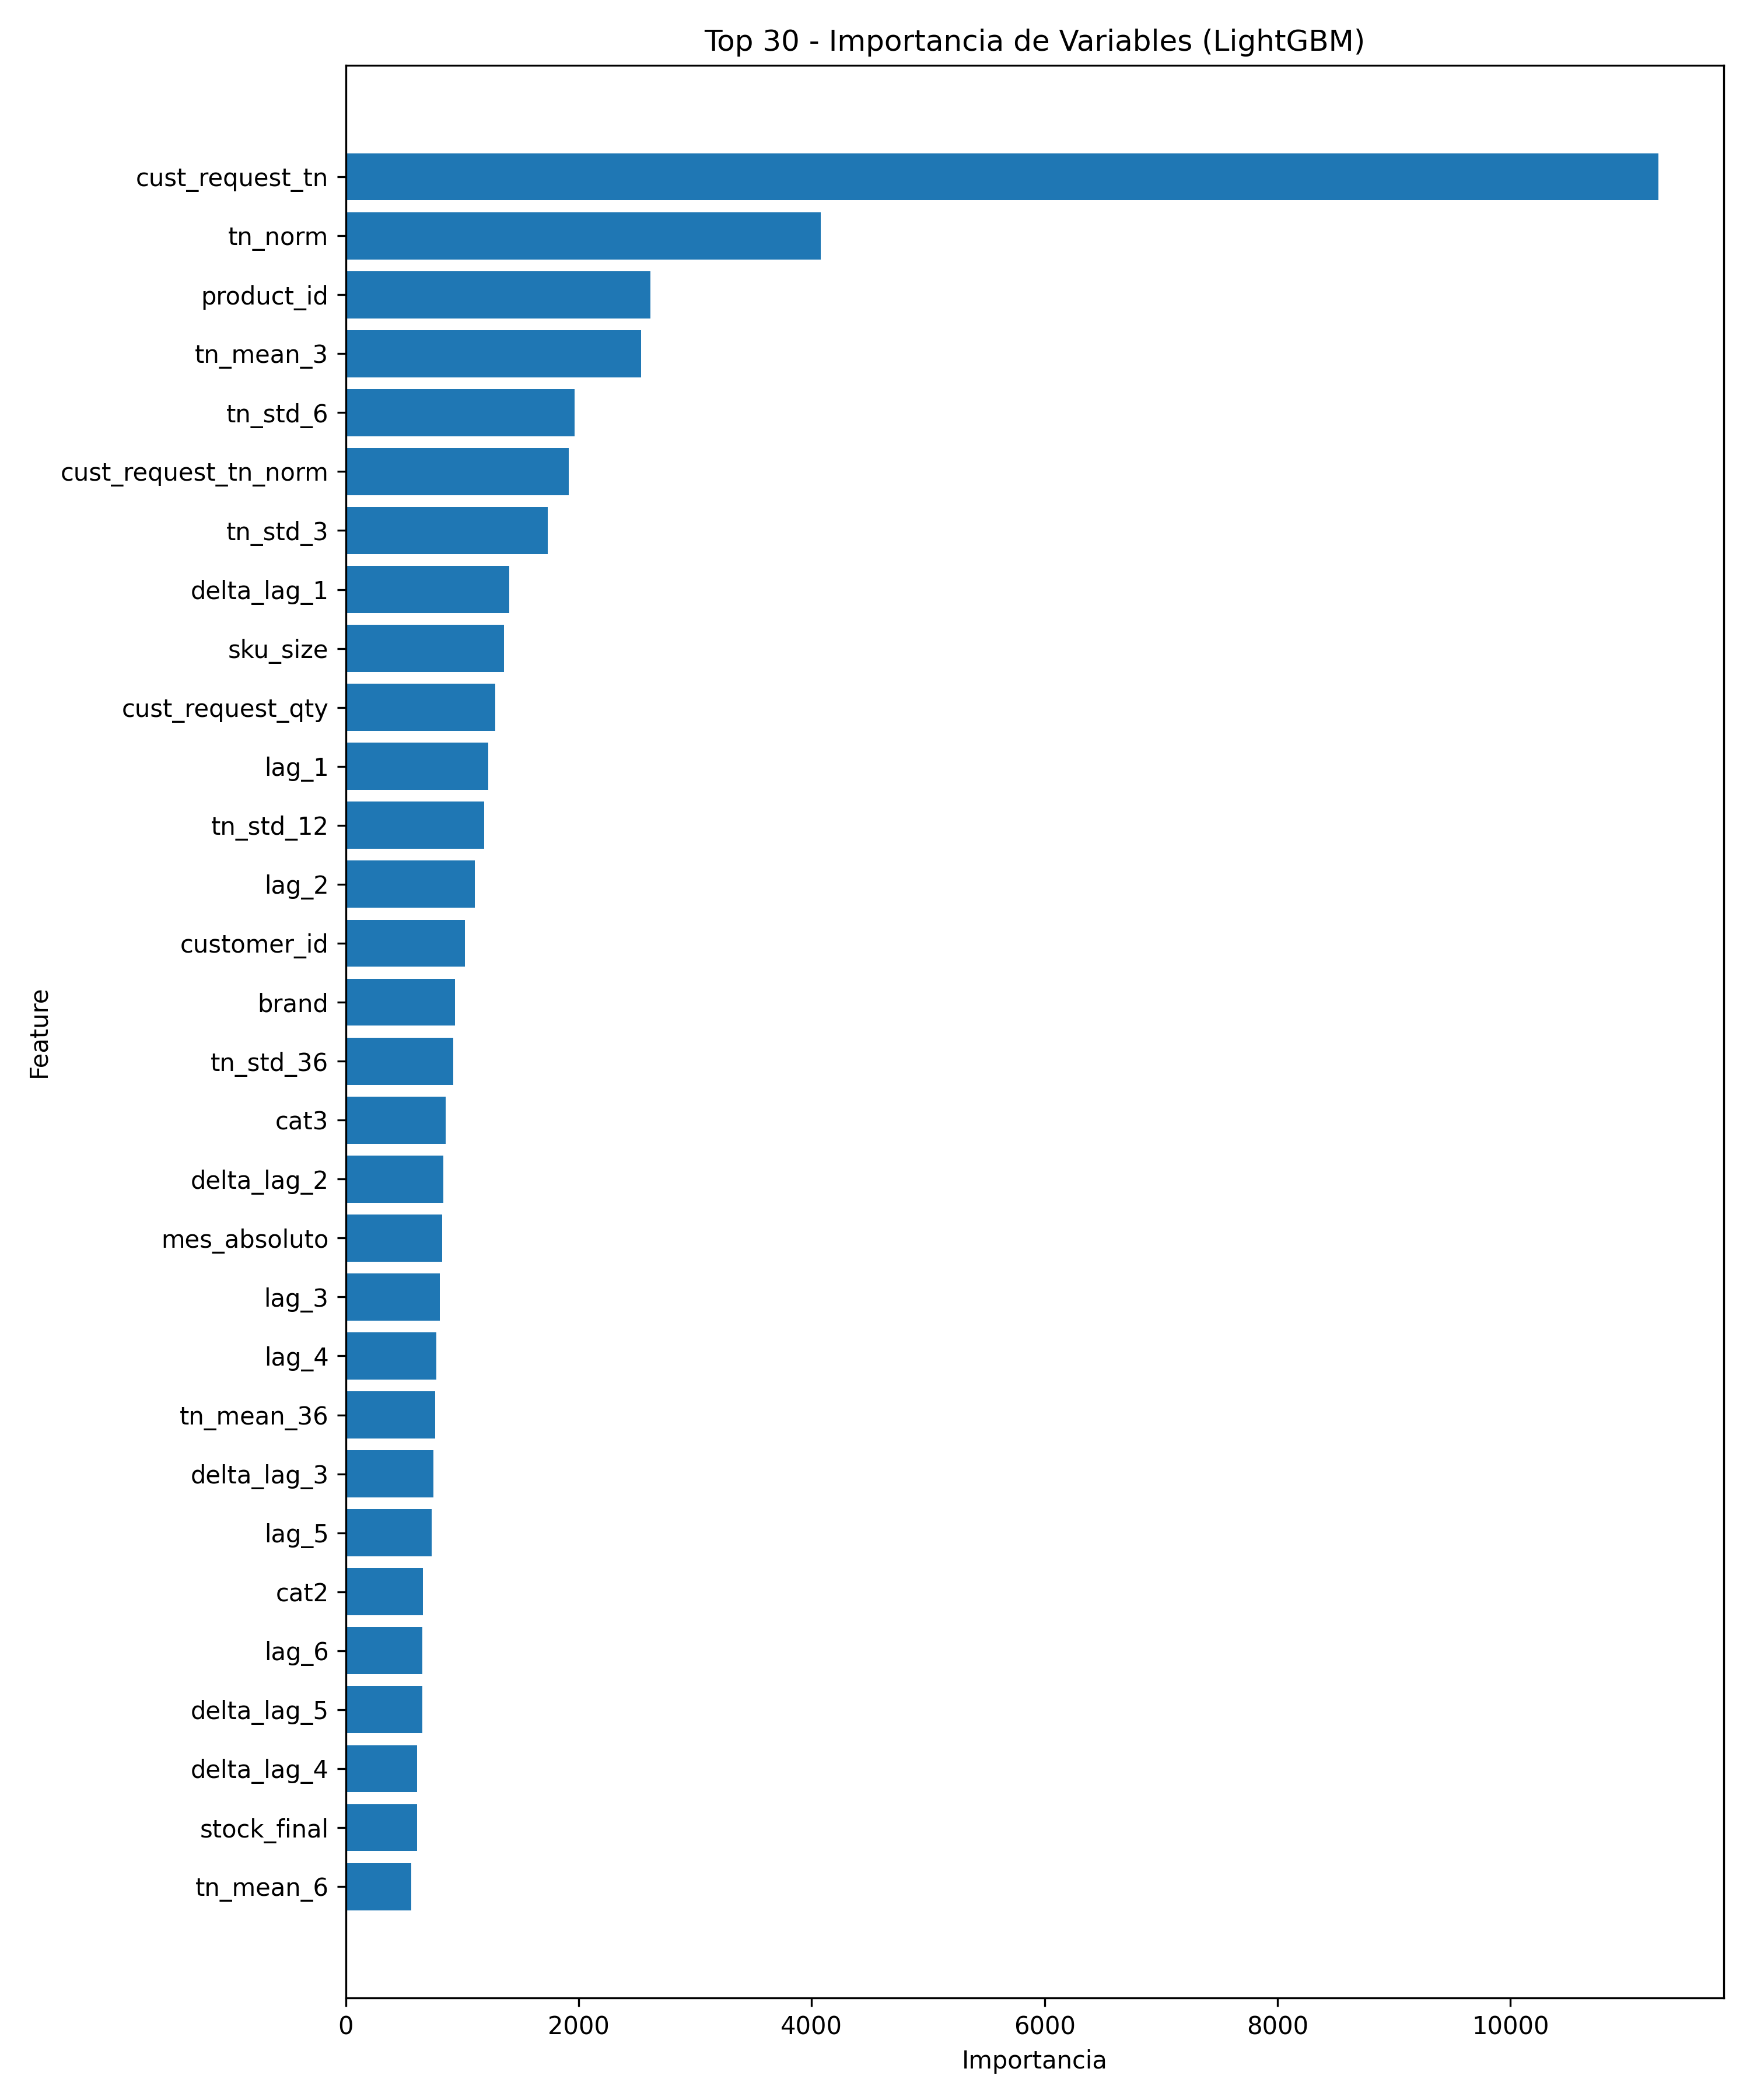 Top 30 - Importancia de Variables (LightGBM)
cust_request_tn
tn_norm
product_id
tn_mean_3
tn_std_6
cust_request_tn_norm
tn_std_3
delta_lag_1
sku_size
cust_request_qty
lag_1
tn_std_12
lag_2
customer_id
brand
tn_std_36
cat3
delta_lag_2
mes_absoluto
lag_3
lag_4
tn_mean_36
delta_lag_3
lag_5
cat2
lag_6
delta_lag_5
delta_lag_4
stock_final
tn_mean_6
Feature
0 2000 4000 6000 8000 10000
Importancia